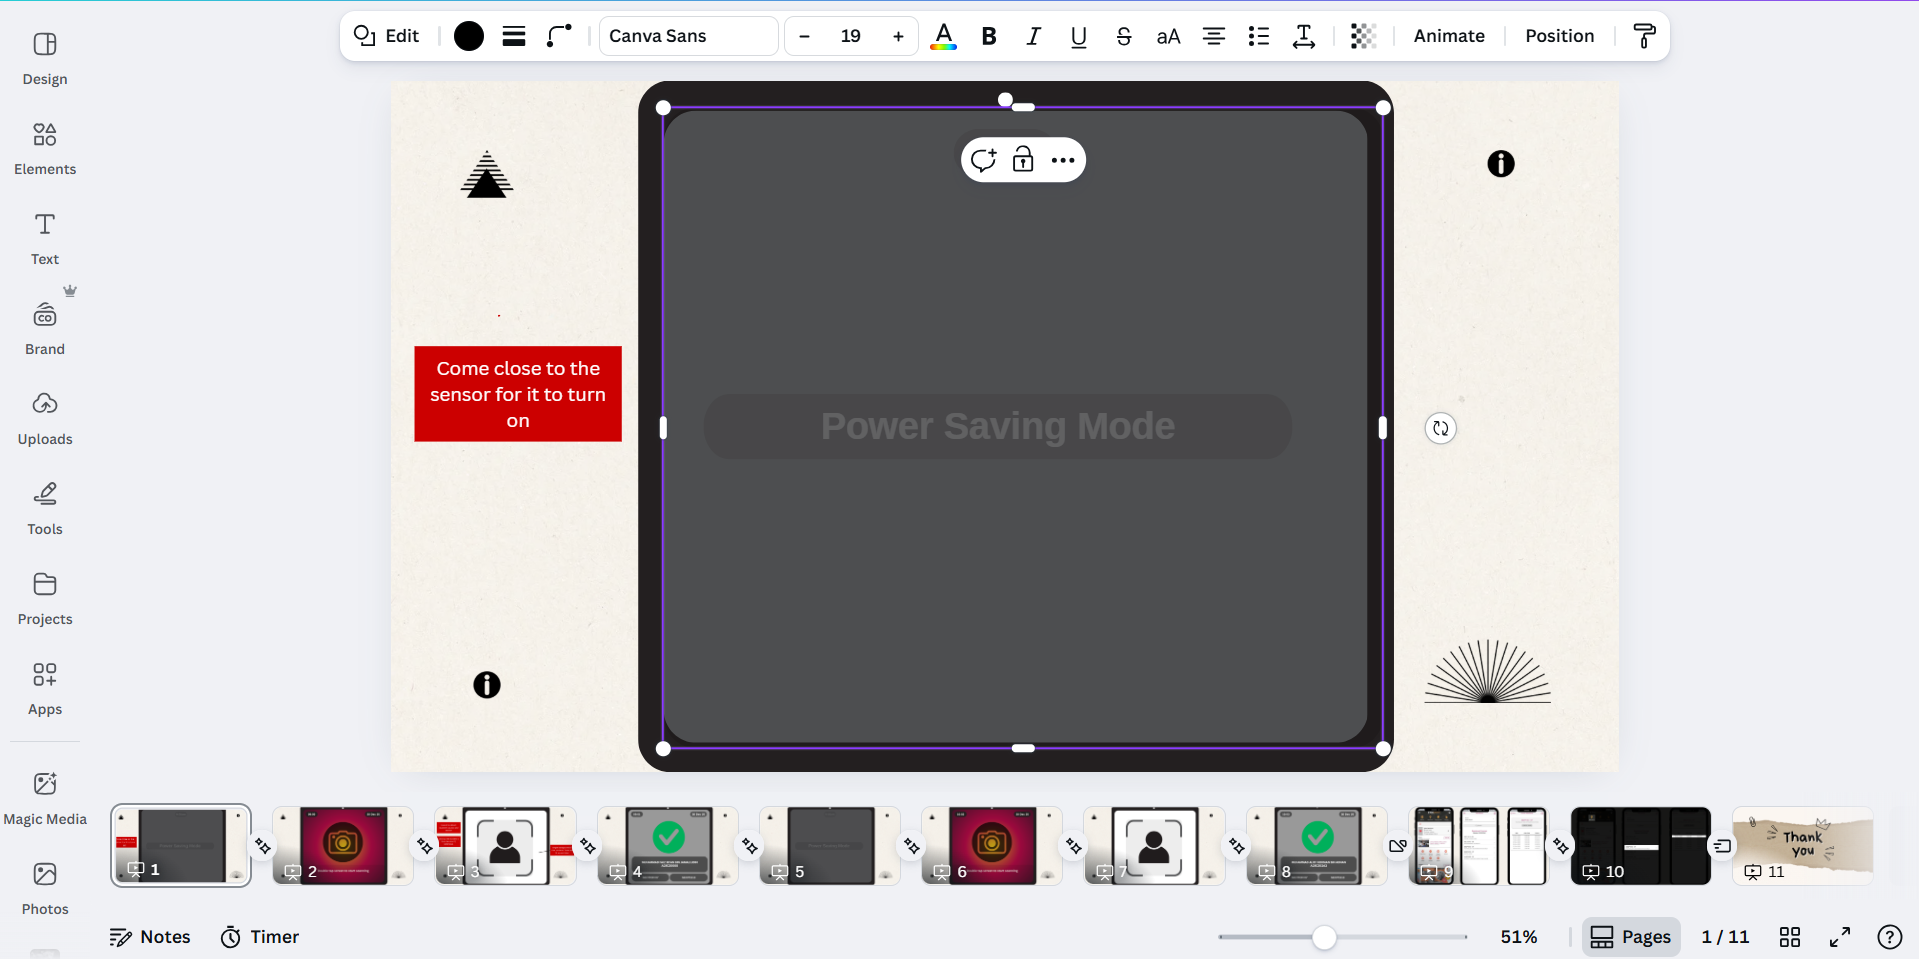 Edit
Canva Sans
– 19 +
A
B
I
U
S
aA
Animate
Position
Design
Elements
Text
Brand
CO
Uploads
Tools
Projects
Apps
Magic Media
Photos
Come close to the
sensor for it to turn
on
Power Saving Mode
1
2
3
4
5
6
7
8
9
10
Thank
you
11
Notes
Timer
51%
Pages
1 / 11
?